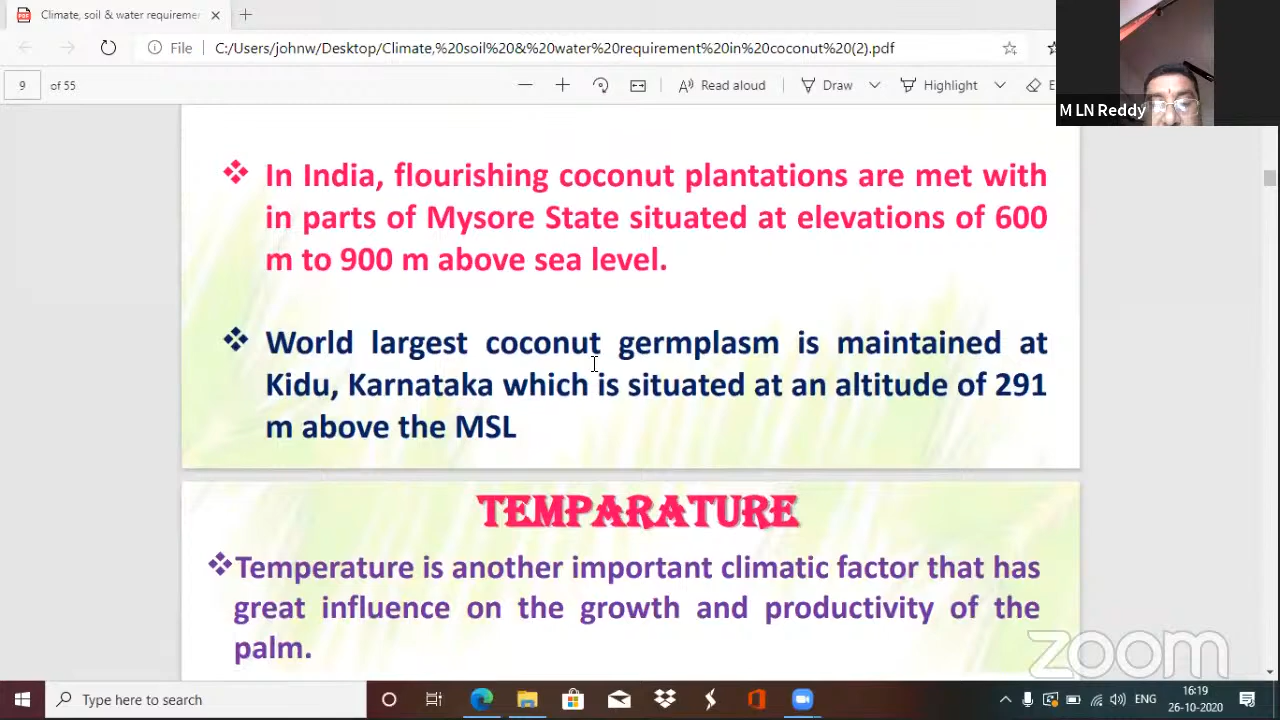 Climate, soil & water requireme
File
C:/Users/johnw/Desktop/Climate,%20soil%20&%20water%20requirement%20in%20coconut%20(2).pdf
9 of 55
Read aloud
Draw
Highlight
E
M LN Reddy
In India, flourishing coconut plantations are met with
in parts of Mysore State situated at elevations of 600
m to 900 m above sea level.
World largest coconut germplasm is maintained at
Kidu, Karnataka which is situated at an altitude of 291
m above the MSL
TEMPARATURE
Temperature is another important climatic factor that has
great influence on the growth and productivity of the
palm.
zoom
Type here to search
ENG
16:19
26-10-2020